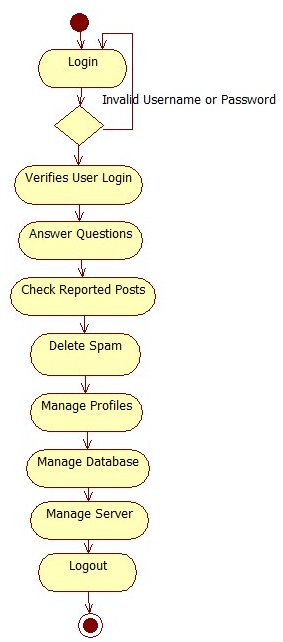 Login
Invalid Username or Password
Verifies User Login
Answer Questions
Check Reported Posts
Delete Spam
Manage Profiles
Manage Database
Manage Server
Logout